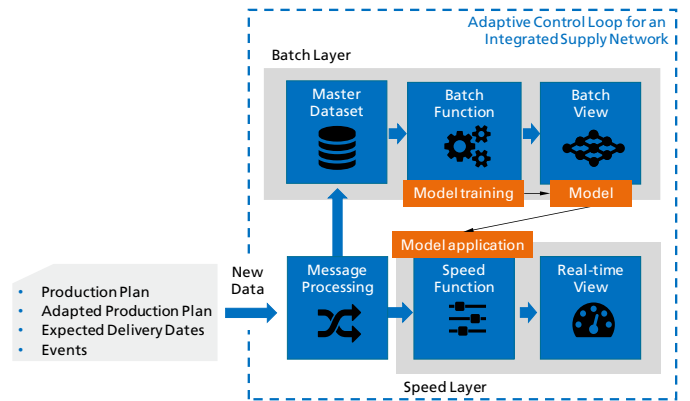 Adaptive Control Loop for an
Integrated Supply Network
Batch Layer
Master
Dataset
Batch
Function
Batch
View
Model training
Model
Model application
New
Data
Message
Processing
Speed
Function
Real-time
View
• Production Plan
• Adapted Production Plan
• Expected Delivery Dates
• Events
Speed Layer